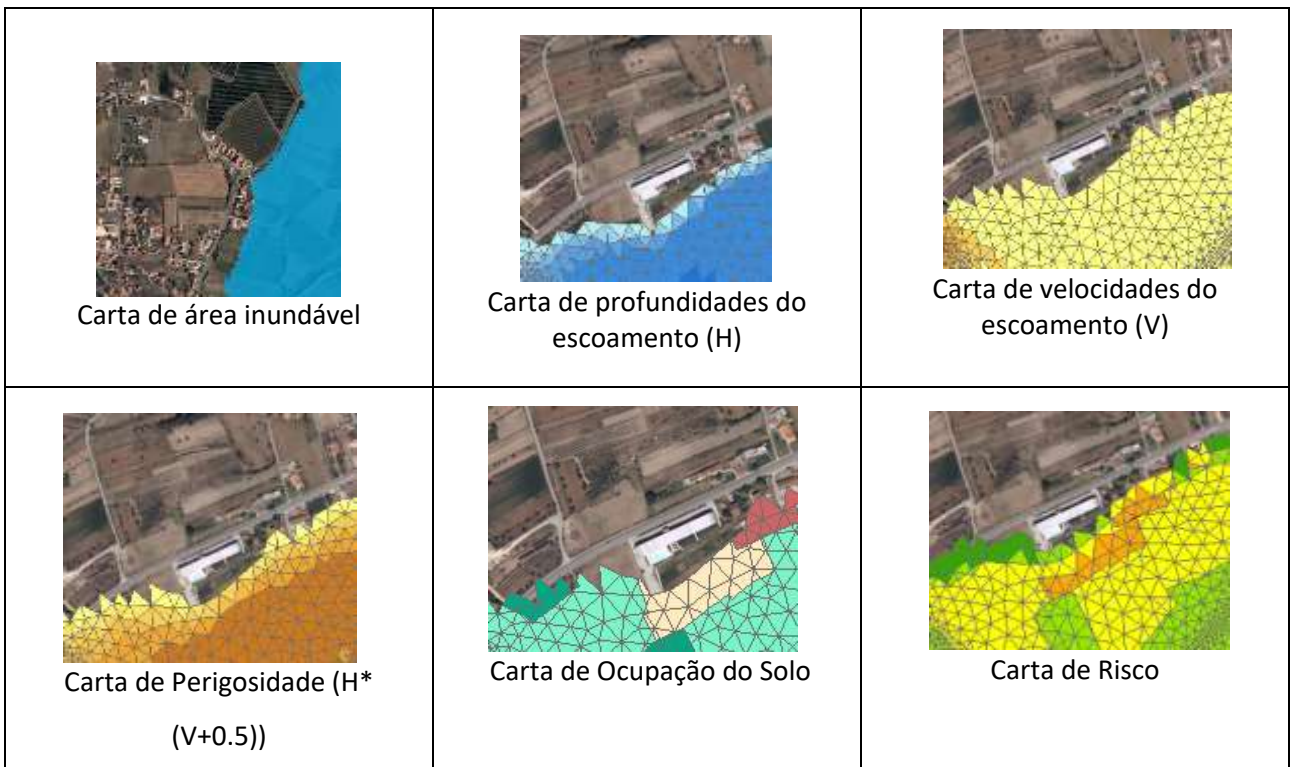 Carta de área inundável
Carta de profundidades do
escoamento (H)
Carta de velocidades do
escoamento (V)
Carta de Perigosidade (H*
(V+0.5))
Carta de Ocupação do Solo
Carta de Risco